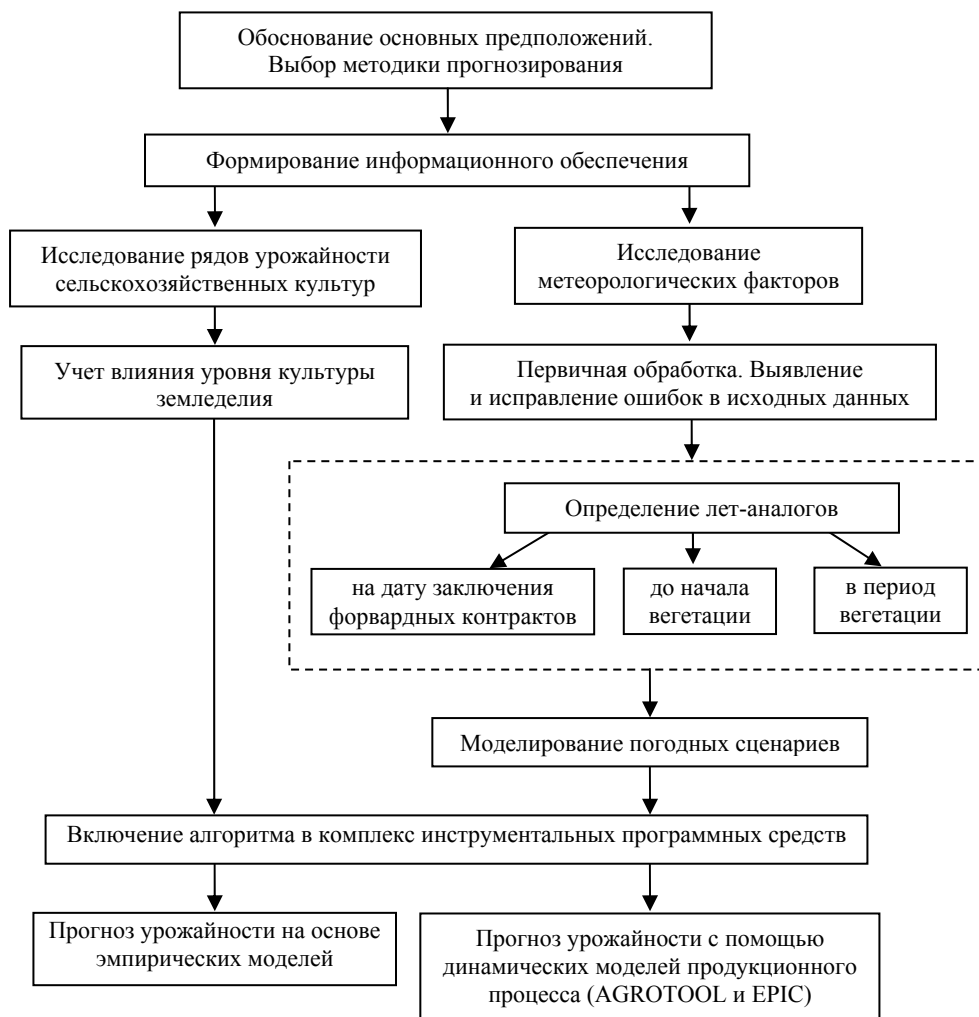 Обоснование основных предположений.
Выбор методики прогнозирования
Формирование информационного обеспечения
Исследование рядов урожайности
сельскохозяйственных культур
Исследование
метеорологических факторов
Учет влияния уровня культуры
земледелия
Первичная обработка. Выявление
и исправление ошибок в исходных данных
Определение лет-аналогов
на дату заключения
форвардных контрактов
до начала
вегетации
в период
вегетации
Моделирование погодных сценариев
Включение алгоритма в комплекс инструментальных программных средств
Прогноз урожайности на основе
эмпирических моделей
Прогноз урожайности с помощью
динамических моделей продукционного
процесса (AGROTOOL и EPIC)